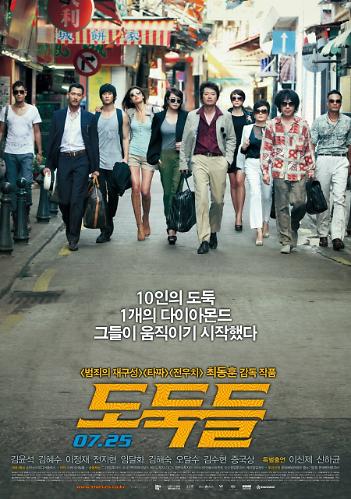 10인의 도둑
1개의 다이아몬드
그들이 움직이기 시작했다
<범죄의 재구성> <타짜> <전우치> 최동훈 감독 작품
도둑들
07.25
김윤석 김혜수 이정재 전지현 임달화 김해숙 오달수 김수현 증국상 특별출연 이신제 신하균